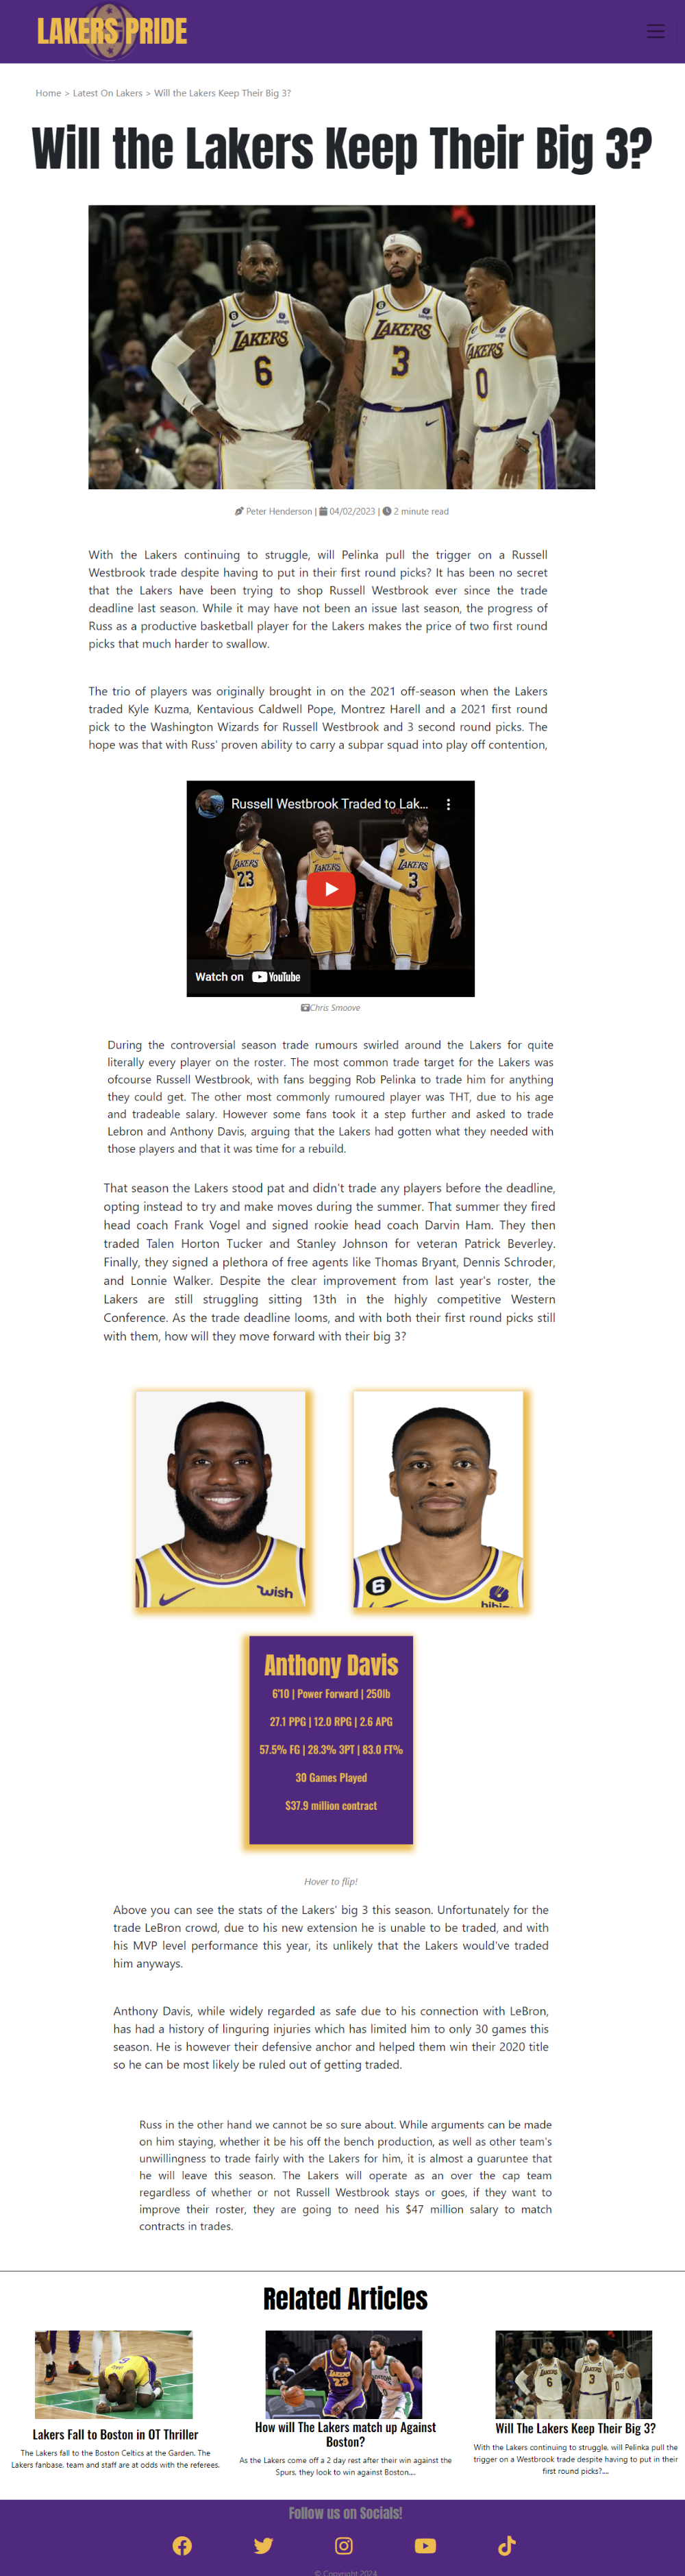 LAKERS PRIDE
Home > Latest On Lakers > Will the Lakers Keep Their Big 3?
Will the Lakers Keep Their Big 3?
LAKERS
6
LAKERS
3
LAKERS
0
Peter Henderson | 04/02/2023 | 2 minute read
With the Lakers continuing to struggle, will Pelinka pull the trigger on a Russell
Westbrook trade despite having to put in their first round picks? It has been no secret
that the Lakers have been trying to shop Russell Westbrook ever since the trade
deadline last season. While it may have not been an issue last season, the progress of
Russ as a productive basketball player for the Lakers makes the price of two first round
picks that much harder to swallow.
The trio of players was originally brought in on the 2021 off-season when the Lakers
traded Kyle Kuzma, Kentavious Caldwell Pope, Montrez Harell and a 2021 first round
pick to the Washington Wizards for Russell Westbrook and 3 second round picks. The
hope was that with Russ' proven ability to carry a subpar squad into play off contention,
Russell Westbrook Traded to Lak...
LAKERS
23
LAKERS
LAKERS
3
Watch on YouTube
Chris Smoove
During the controversial season trade rumours swirled around the Lakers for quite
literally every player on the roster. The most common trade target for the Lakers was
ofcourse Russell Westbrook, with fans begging Rob Pelinka to trade him for anything
they could get. The other most commonly rumoured player was THT, due to his age
and tradeable salary. However some fans took it a step further and asked to trade
Lebron and Anthony Davis, arguing that the Lakers had gotten what they needed with
those players and that it was time for a rebuild.
That season the Lakers stood pat and didn't trade any players before the deadline,
opting instead to try and make moves during the summer. That summer they fired
head coach Frank Vogel and signed rookie head coach Darvin Ham. They then
traded Talen Horton Tucker and Stanley Johnson for veteran Patrick Beverley.
Finally, they signed a plethora of free agents like Thomas Bryant, Dennis Schroder,
and Lonnie Walker. Despite the clear improvement from last year's roster, the
Lakers are still struggling sitting 13th in the highly competitive Western
Conference. As the trade deadline looms, and with both their first round picks still
with them, how will they move forward with their big 3?
wish
6
Anthony Davis
6'10 | Power Forward | 250lb
27.1 PPG | 12.0 RPG | 2.6 APG
57.5% FG | 28.3% 3PT | 83.0 FT%
30 Games Played
$37.9 million contract
Hover to flip!
Above you can see the stats of the Lakers' big 3 this season. Unfortunately for the
trade LeBron crowd, due to his new extension he is unable to be traded, and with
his MVP level performance this year, its unlikely that the Lakers would've traded
him anyways.
Anthony Davis, while widely regarded as safe due to his connection with LeBron,
has had a history of linguring injuries which has limited him to only 30 games this
season. He is however their defensive anchor and helped them win their 2020 title
so he can be most likely be ruled out of getting traded.
Russ in the other hand we cannot be so sure about. While arguments can be made
on him staying, whether it be his off the bench production, as well as other team's
unwillingness to trade fairly with the Lakers for him, it is almost a guaruntee that
he will leave this season. The Lakers will operate as an over the cap team
regardless of whether or not Russell Westbrook stays or goes, if they want to
improve their roster, they are going to need his $47 million salary to match
contracts in trades.
Related Articles
Lakers Fall to Boston in OT Thriller
The Lakers fall to the Boston Celtics at the Garden. The
Lakers fanbase. team and staff are at odds with the referees.
How will The Lakers match up Against
Boston?
As the Lakers come off a 2 day rest after their win against the
Spurs, they look to win against Boston....
Will The Lakers Keep Their Big 3?
With the Lakers continuing to struggle, will Pelinka pull the
trigger on a Westbrook trade despite having to put in their
first round picks?....
Follow us on Socials!
© Copyright 2024